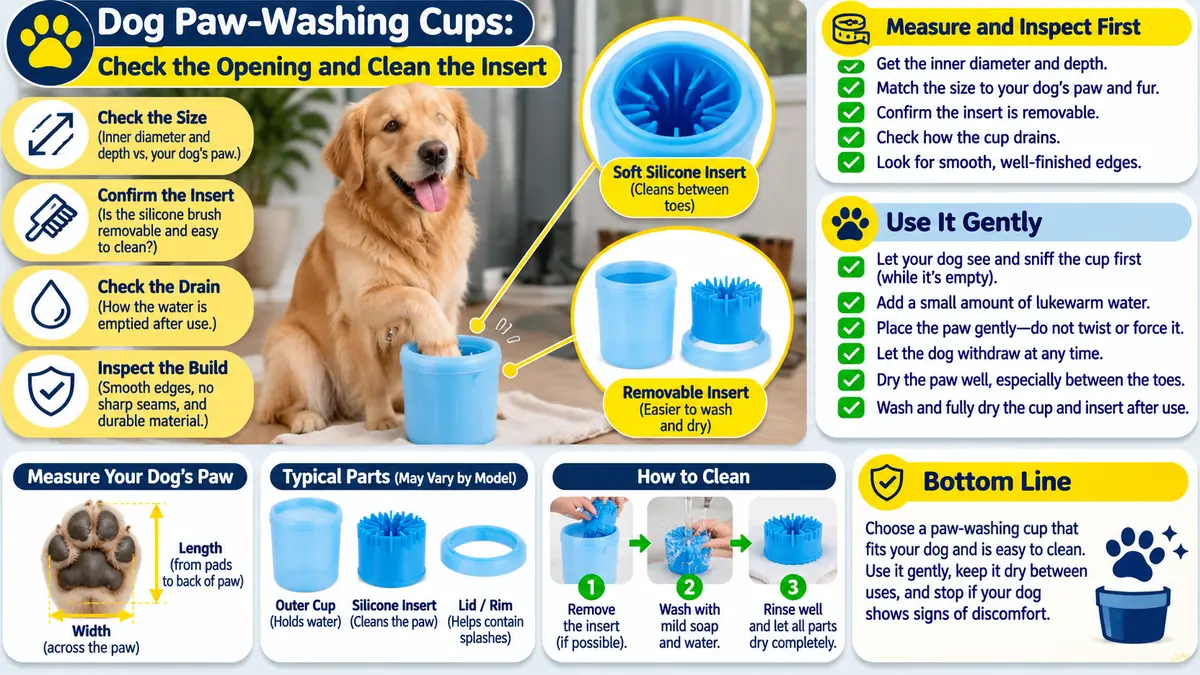 Dog Paw-Washing Cups:
Check the Opening and Clean the Insert
Check the Size
(Inner diameter and
depth vs, your dog's paw.)
Confirm the Insert
(Is the silicone brush
removable and easy
to clean?)
Check the Drain
(How the water is
emptied after use.)
Inspect the Build
(Smooth edges, no
sharp seams, and
durable material.)
Soft Silicone Insert
(Cleans between
toes)
Removable Insert
(Easier to wash
and dry)
Measure and Inspect First
Get the inner diameter and depth.
Match the size to your dog's paw and fur.
Confirm the insert is removable.
Check how the cup drains.
Look for smooth, well-finished edges.
Use It Gently
Let your dog see and sniff the cup first
(while it's empty).
Add a small amount of lukewarm water.
Place the paw gently—do not twist or force it.
Let the dog withdraw at any time.
Dry the paw well, especially between the toes.
Wash and fully dry the cup and insert after use.
Measure Your Dog's Paw
Length
(from pads
to back of paw)
Width
(across the paw)
Typical Parts (May Vary by Model)
Outer Cup
(Holds water)
Silicone Insert
(Cleans the paw)
Lid / Rim
(Helps contain
splashes)
How to Clean
1
Remove
the insert
(if possible).
2
Wash with
mild soap
and water.
3
Rinse well
and let all parts
dry completely.
Bottom Line
Choose a paw-washing cup that
fits your dog and is easy to clean.
Use it gently, keep it dry between
uses, and stop if your dog
shows signs of discomfort.